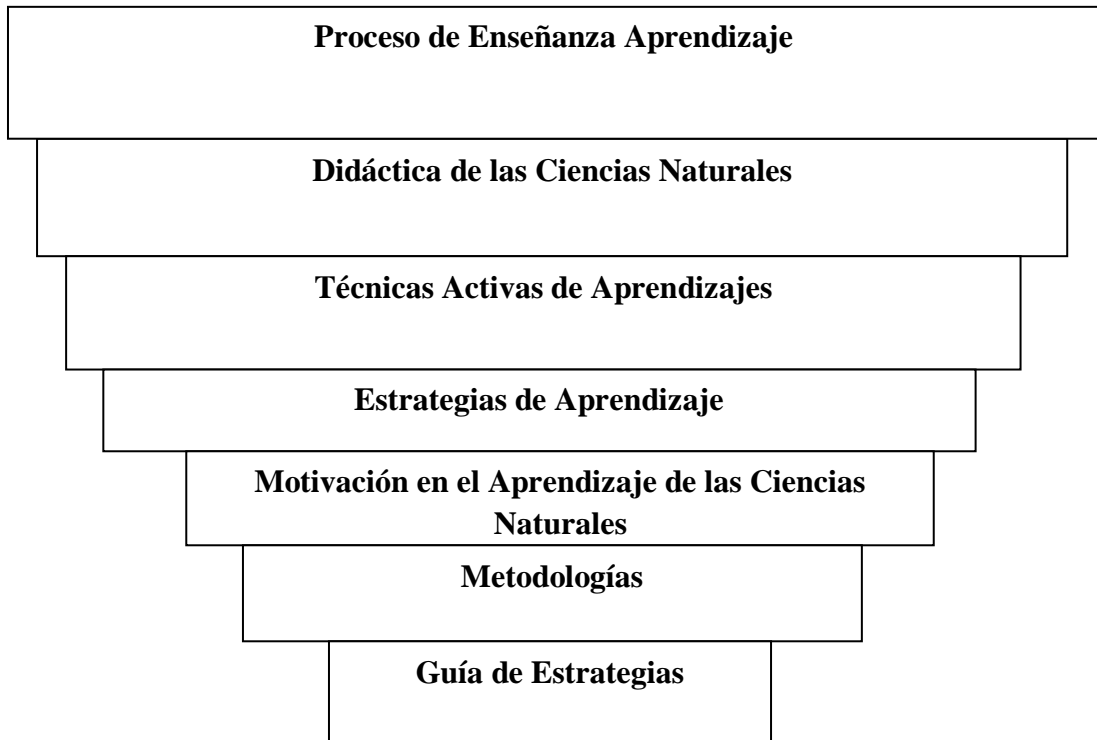 Proceso de Enseñanza Aprendizaje
Didáctica de las Ciencias Naturales
Técnicas Activas de Aprendizajes
Estrategias de Aprendizaje
Motivación en el Aprendizaje de las Ciencias
Naturales
Metodologías
Guía de Estrategias